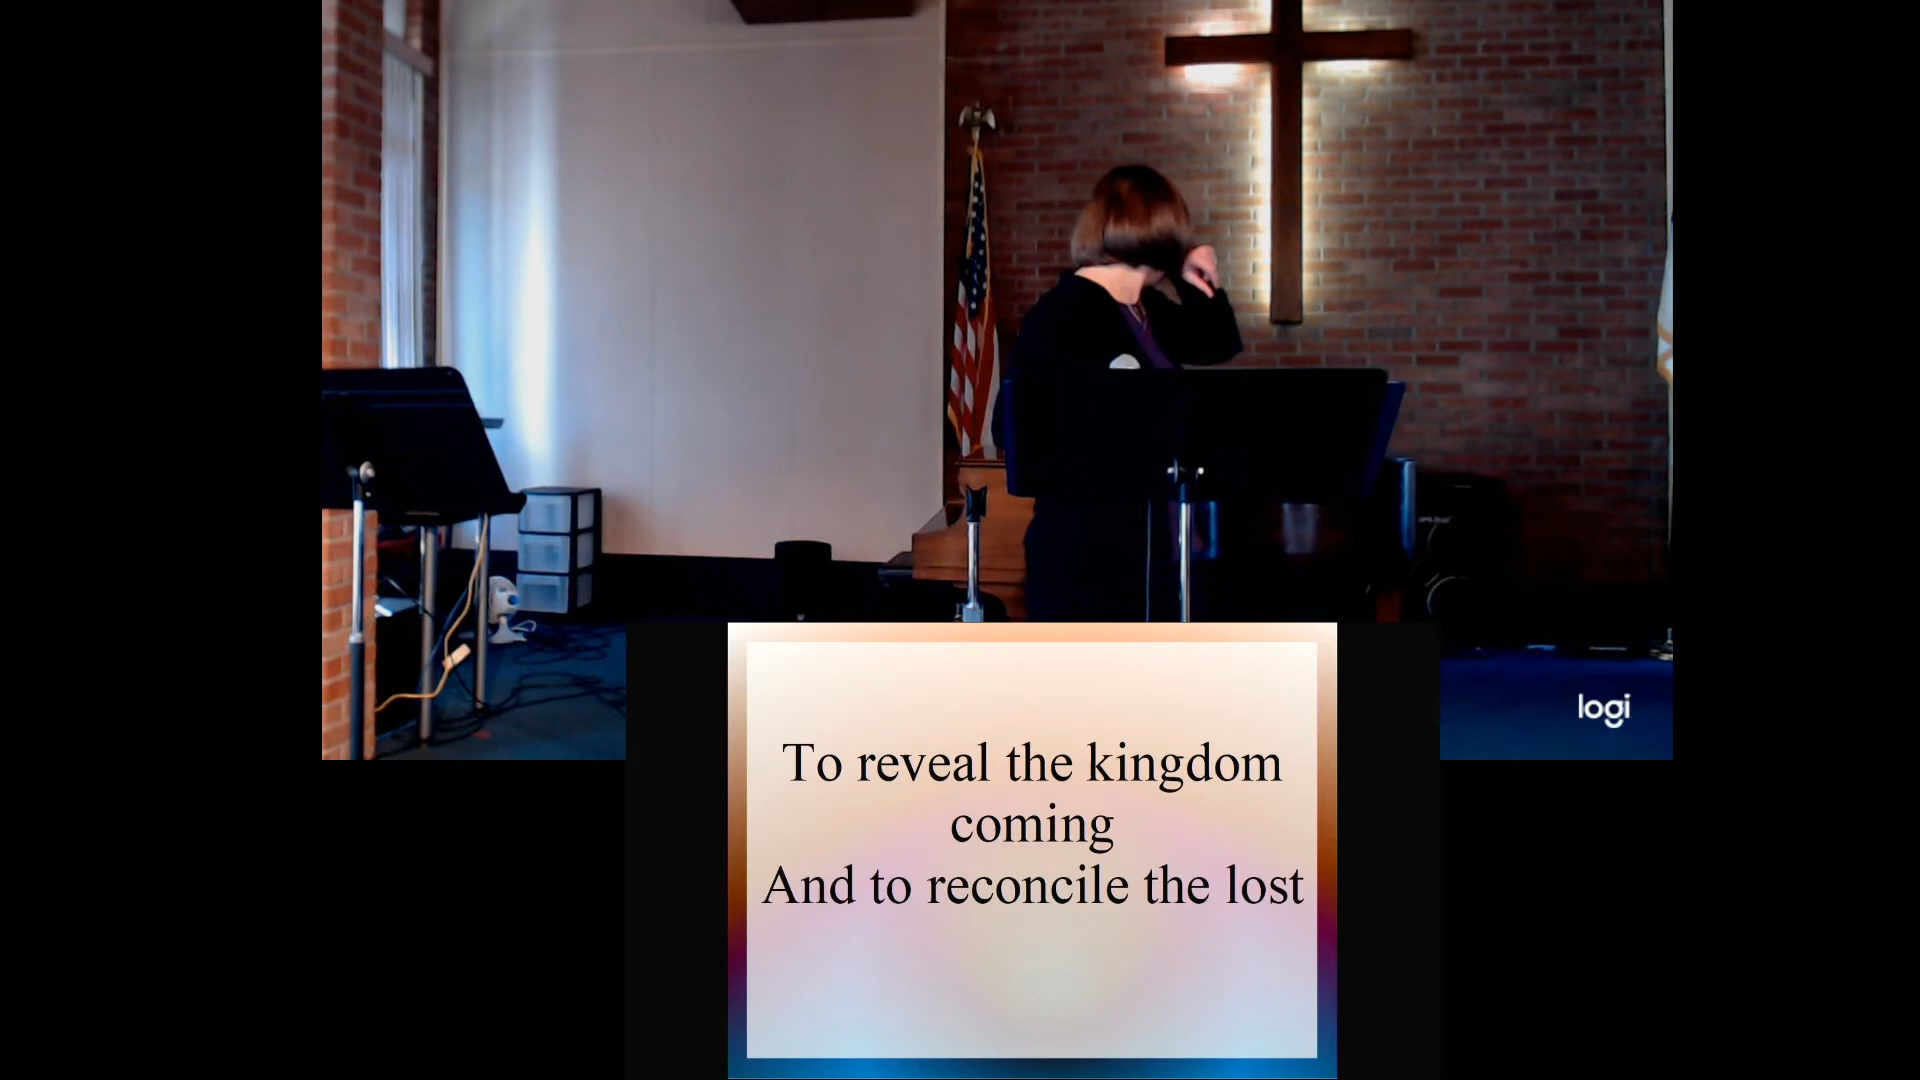 logi
To reveal the kingdom
coming
And to reconcile the lost